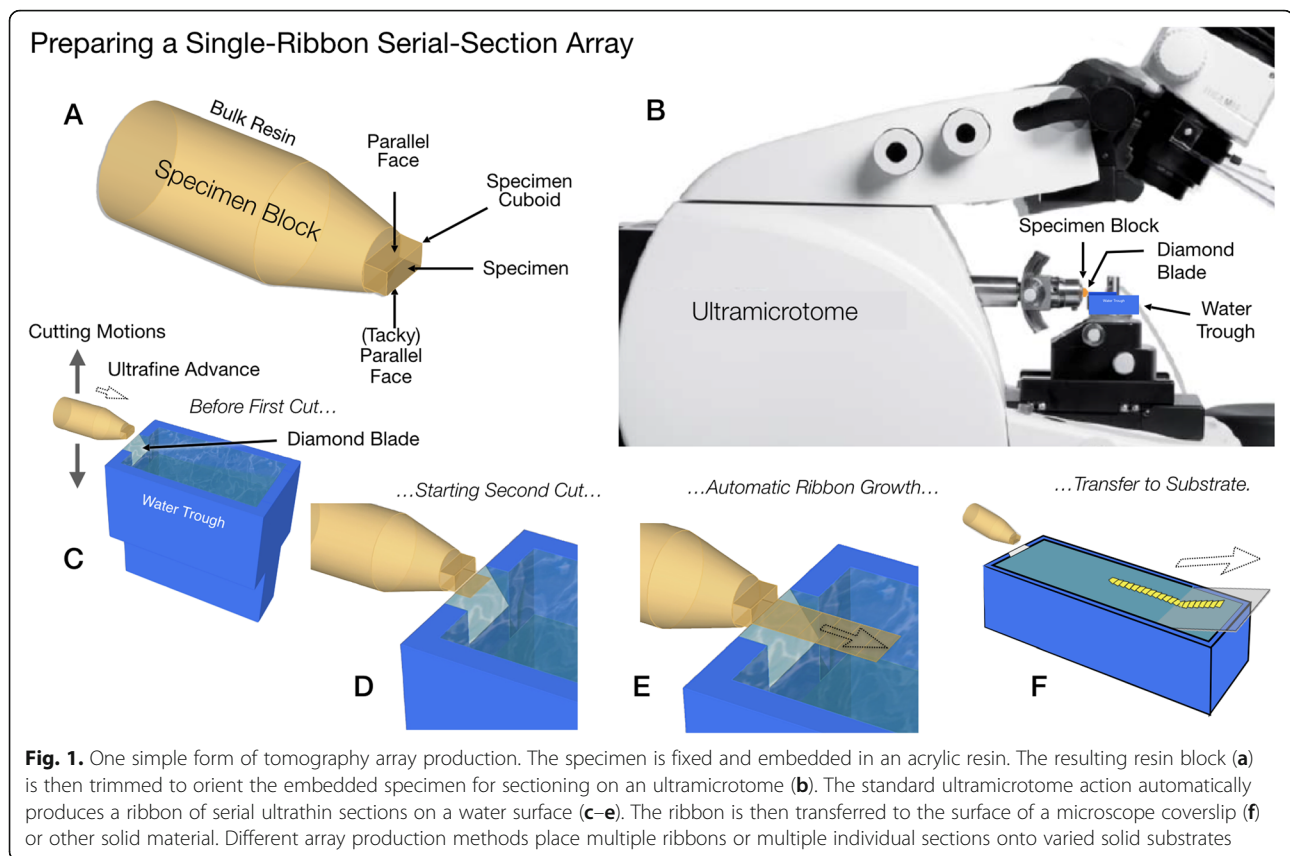 Preparing a Single-Ribbon Serial-Section Array
A
Bulk Resin
Specimen Block
Parallel
Face
Specimen
Cuboid
Specimen
(Tacky)
Parallel
Face
B
Specimen Block
Diamond
Blade
Water
Trough
Water Trough
Ultramicrotome
Cutting Motions
Ultrafine Advance
Before First Cut…
Diamond Blade
Water Trough
C
…Starting Second Cut…
D
…Automatic Ribbon Growth…
E
…Transfer to Substrate.
F
Fig. 1. One simple form of tomography array production. The specimen is fixed and embedded in an acrylic resin. The resulting resin block (a)
is then trimmed to orient the embedded specimen for sectioning on an ultramicrotome (b). The standard ultramicrotome action automatically
produces a ribbon of serial ultrathin sections on a water surface (c–e). The ribbon is then transferred to the surface of a microscope coverslip (f)
or other solid material. Different array production methods place multiple ribbons or multiple individual sections onto varied solid substrates